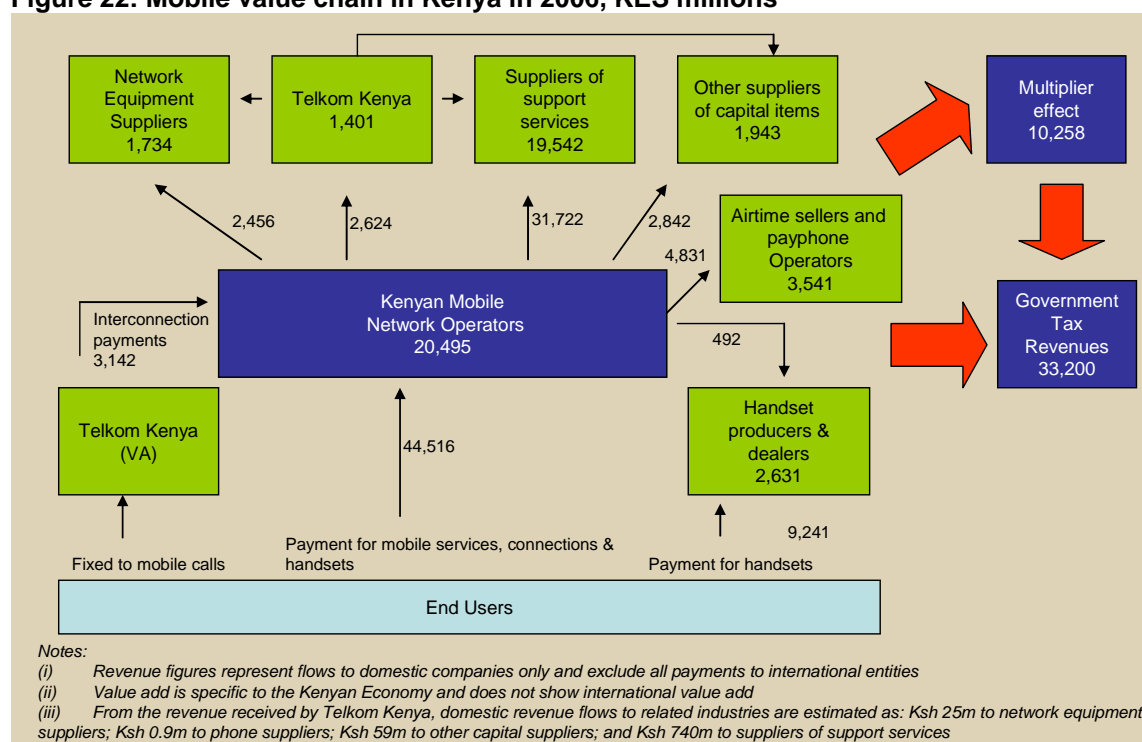 Figure 22: Mobile value chain in Kenya in 2006, KES millions
Network
Equipment
Suppliers
1,734
Telkom Kenya
1,401
Suppliers of
support
services
19,542
Other suppliers
of capital items
1,943
Multiplier
effect
10,258
2,456
2,624
31,722
2,842
4,831
Airtime sellers and
payphone
Operators
3,541
Kenyan Mobile
Network Operators
20,495
Interconnection
payments
3,142
492
Government
Tax
Revenues
33,200
Telkom Kenya
(VA)
44,516
Handset
producers &
dealers
2,631
9,241
Fixed to mobile calls
Payment for mobile services, connections &
handsets
Payment for handsets
End Users
Notes:
(i) Revenue figures represent flows to domestic companies only and exclude all payments to international entities
(ii) Value add is specific to the Kenyan Economy and does not show international value add
(iii) From the revenue received by Telkom Kenya, domestic revenue flows to related industries are estimated as: Ksh 25m to network equipment
suppliers; Ksh 0.9m to phone suppliers; Ksh 59m to other capital suppliers; and Ksh 740m to suppliers of support services